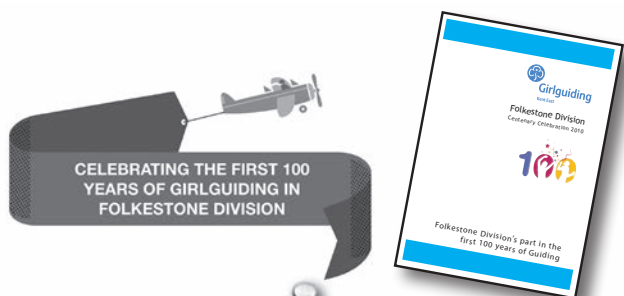 CELEBRATING THE FIRST 100
YEARS OF GIRLGUIDING IN
FOLKESTONE DIVISION
Girlguiding
Kent East
Folkestone Division
Centenary Celebration 2010
100
Folkestone Division's part in the
first 100 years of Guiding